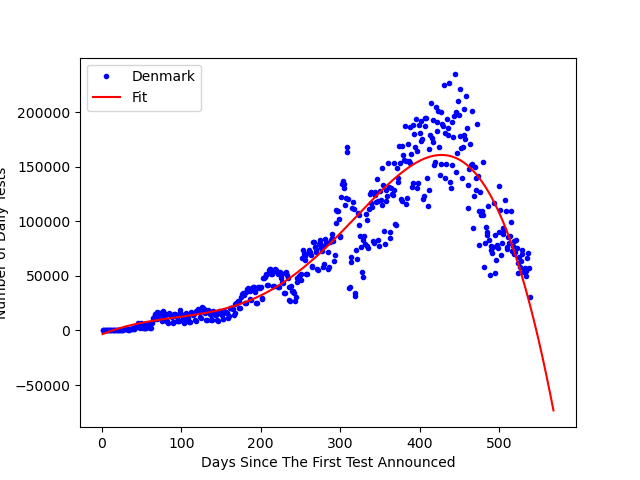 Denmark
Fit
200000
150000
100000
50000
0
−50000
Number of Daily Tests
0 100 200 300 400 500
Days Since The First Test Announced